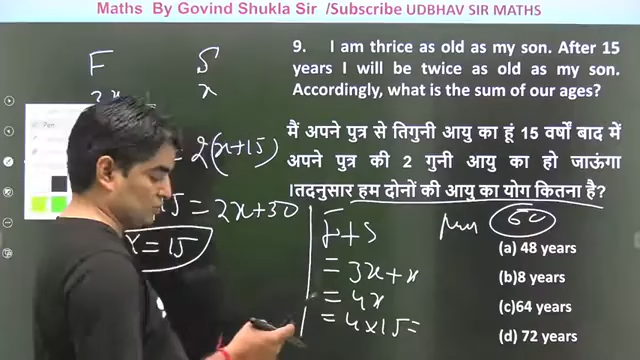 Maths By Govind Shukla Sir /Subscribe UDBHAV SIR MATHS
9. I am thrice as old as my son. After 15
years I will be twice as old as my son.
Accordingly, what is the sum of our ages?
मैं अपने पुत्र से तिगुनी आयु का हूं 15 वर्षों बाद में
अपने पुत्र की 2 गुनी आयु का हो जाऊंगा
।तदनुसार हम दोनों की आयु का योग कितना है?
(a) 48 years
(b)8 years
(c)64 years
(d) 72 years
F S
3x x
= 2(x+15)
5 = 2x+30
x = 15
F+S
= 3x+x
= 4x
= 4×15=
60
Pen